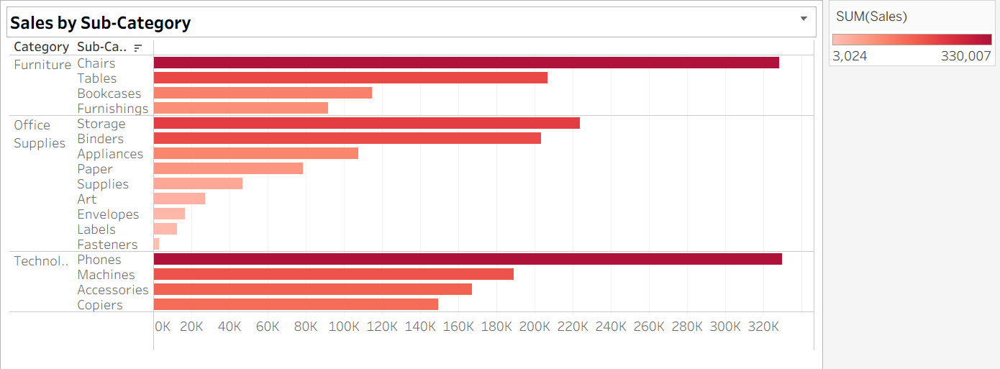 Sales by Sub-Category
SUM(Sales)
3,024 330,007
Category Sub-Ca..
Furniture Chairs
Tables
Bookcases
Furnishings
Office Supplies Storage
Binders
Appliances
Paper
Supplies
Art
Envelopes
Labels
Fasteners
Technol.. Phones
Machines
Accessories
Copiers
0K 20K 40K 60K 80K 100K 120K 140K 160K 180K 200K 220K 240K 260K 280K 300K 320K